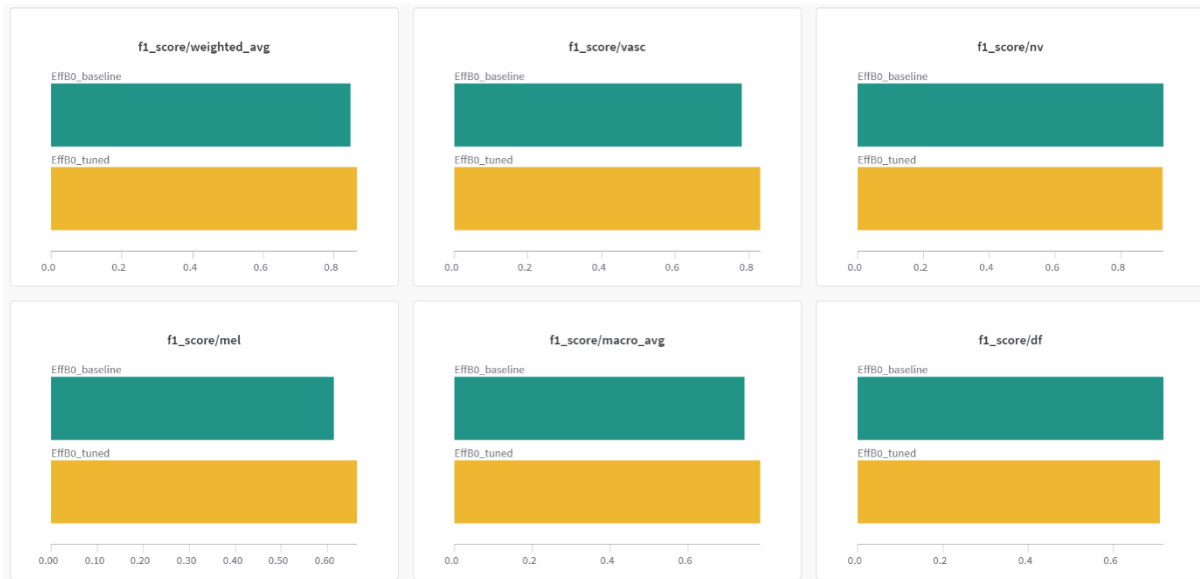 f1_score/weighted_avg
EffB0_baseline
EffB0_tuned
0.0 0.2 0.4 0.6 0.8
f1_score/vasc
EffB0_baseline
EffB0_tuned
0.0 0.2 0.4 0.6 0.8
f1_score/nv
EffB0_baseline
EffB0_tuned
0.0 0.2 0.4 0.6 0.8
f1_score/mel
EffB0_baseline
EffB0_tuned
0.00 0.10 0.20 0.30 0.40 0.50 0.60
f1_score/macro_avg
EffB0_baseline
EffB0_tuned
0.0 0.2 0.4 0.6
f1_score/df
EffB0_baseline
EffB0_tuned
0.0 0.2 0.4 0.6